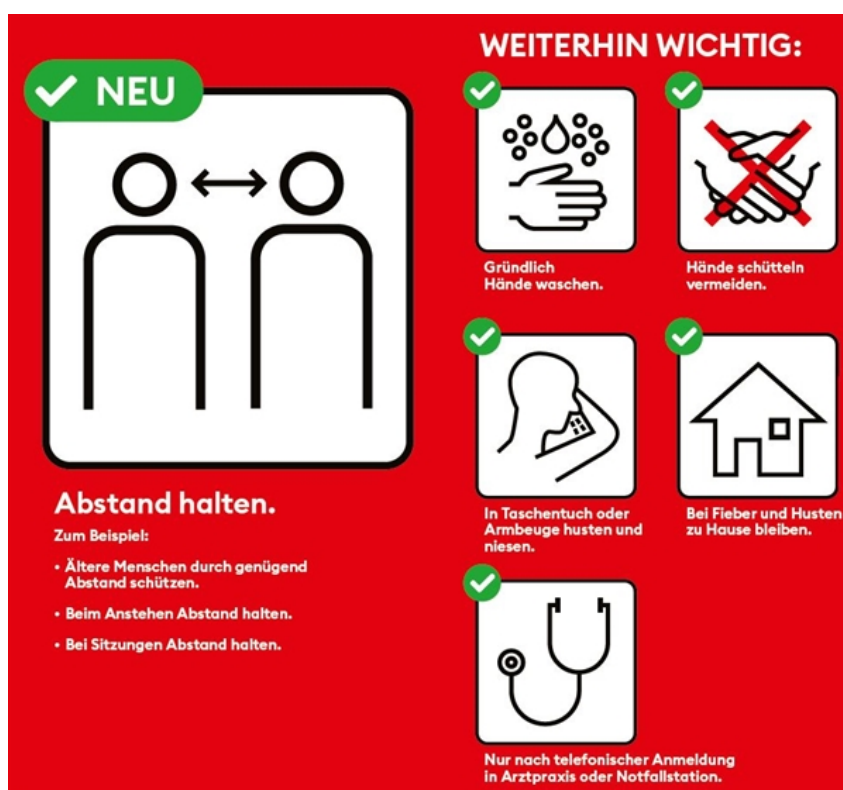 NEU
Abstand halten.
Zum Beispiel:
• Ältere Menschen durch genügend
Abstand schützen.
• Beim Anstehen Abstand halten.
• Bei Sitzungen Abstand halten.
WEITERHIN WICHTIG:
Gründlich
Hände waschen.
Hände schütteln
vermeiden.
In Taschentuch oder
Armbeuge husten und
niesen.
Bei Fieber und Husten
zu Hause bleiben.
Nur nach telefonischer Anmeldung
in Arztpraxis oder Notfallstation.